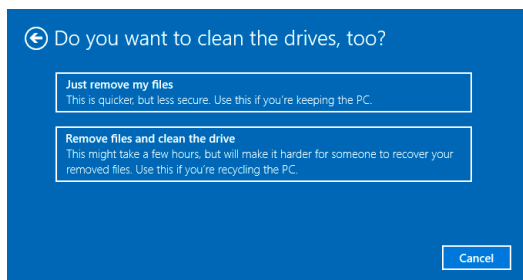 Do you want to clean the drives, too?
Just remove my files
This is quicker, but less secure. Use this if you're keeping the PC.
Remove files and clean the drive
This might take a few hours, but will make it harder for someone to recover your
removed files. Use this if you're recycling the PC.
Cancel